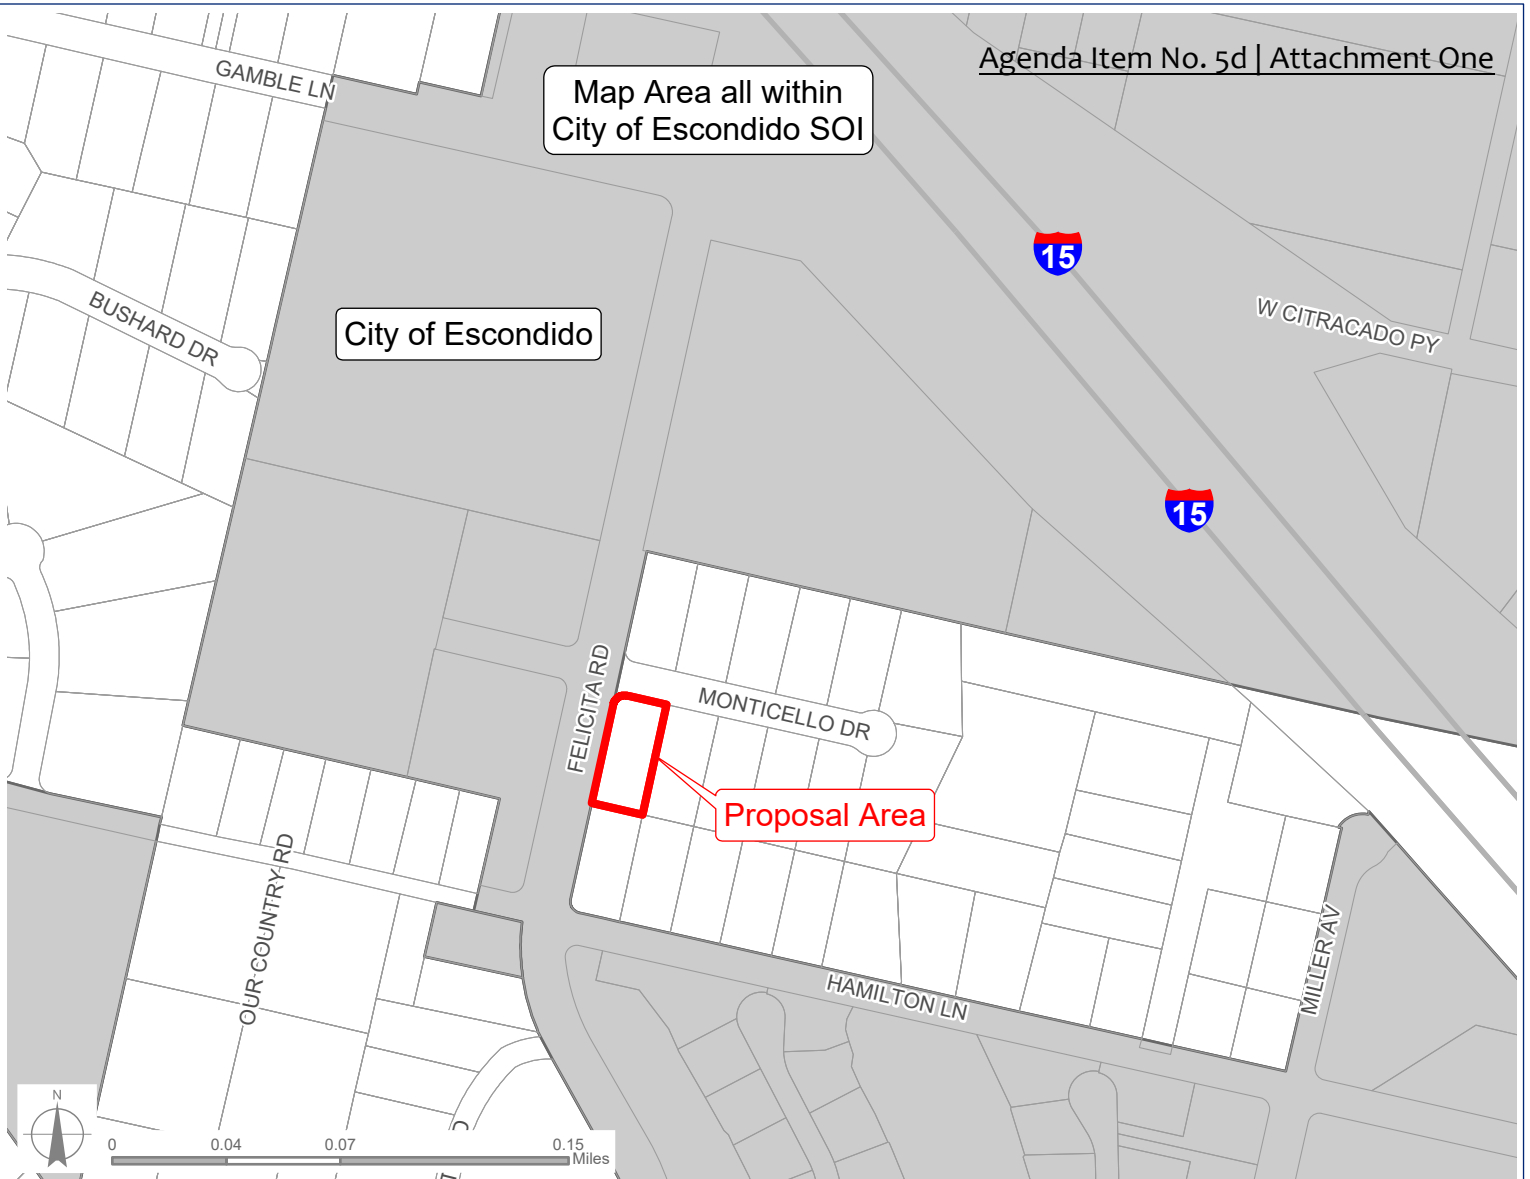 Agenda Item No. 5d | Attachment One
GAMBLE LN
Map Area all within
City of Escondido SOI
15
W CITRACADO PY
BUSHARD DR
City of Escondido
15
FELICITA RD
MONTICELLO DR
Proposal Area
OUR COUNTRY RD
MILLER AV
HAMILTON LN
N
0 0.04 0.07 0.15
Miles